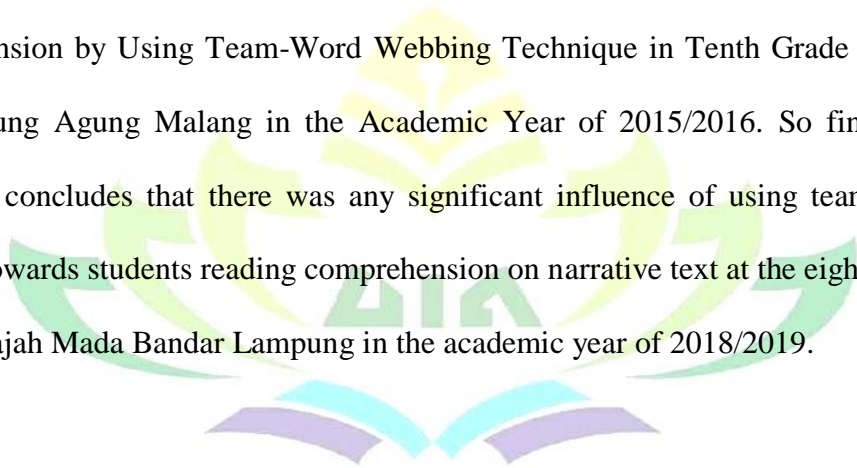 nsion by Using Team-Word Webbing Technique in Tenth Grade
ung Agung Malang in the Academic Year of 2015/2016. So fin
concludes that there was any significant influence of using tear
owards students reading comprehension on narrative text at the eigh
ajah Mada Bandar Lampung in the academic year of 2018/2019.